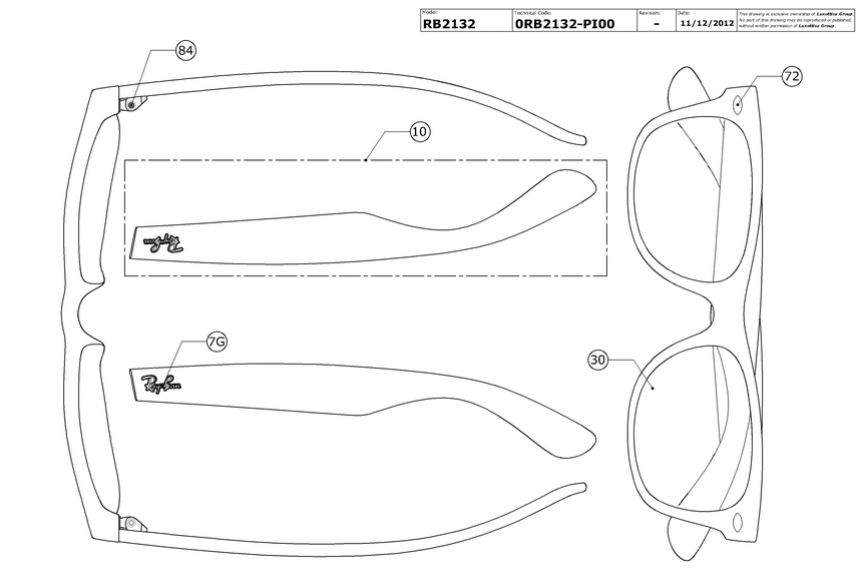 Model:
RB2132
Technical Code:
0RB2132-PI00
Revision:
-
Date:
11/12/2012
This drawing is exclusive ownership of Luxottica Group.
No part of this drawing may be reproduced or published,
without written permission of Luxottica Group.
84
72
10
Ray-Ban
7G
30
Ray-Ban